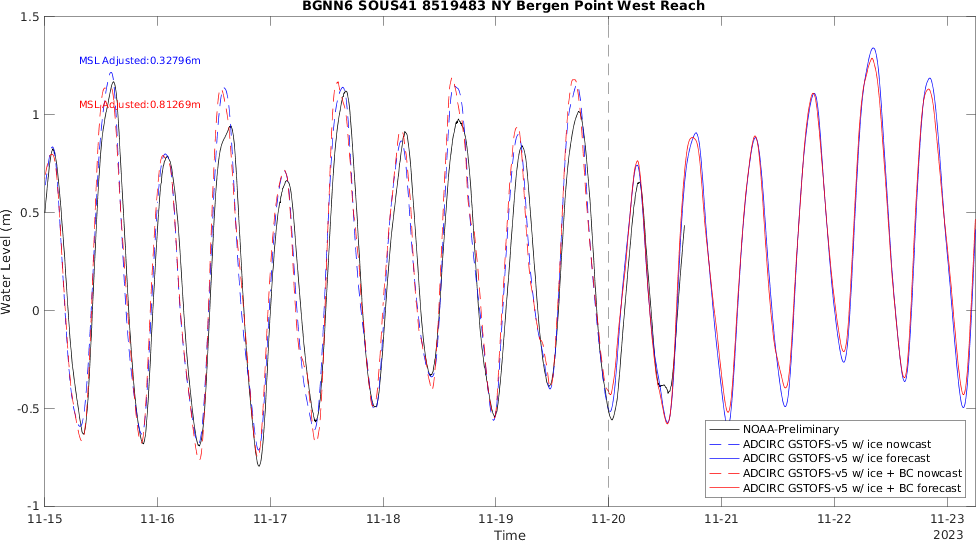 BGNN6 SOUS41 8519483 NY Bergen Point West Reach
1.5
MSL Adjusted:0.32796m
MSL Adjusted:0.81269m
1
0.5
0
-0.5
-1
Water Level (m)
NOAA-Preliminary
ADCIRC GSTOFS-v5 w/ ice nowcast
ADCIRC GSTOFS-v5 w/ ice forecast
ADCIRC GSTOFS-v5 w/ ice + BC nowcast
ADCIRC GSTOFS-v5 w/ ice + BC forecast
11-15 11-16 11-17 11-18 11-19 11-20 11-21 11-22 11-23
Time
2023